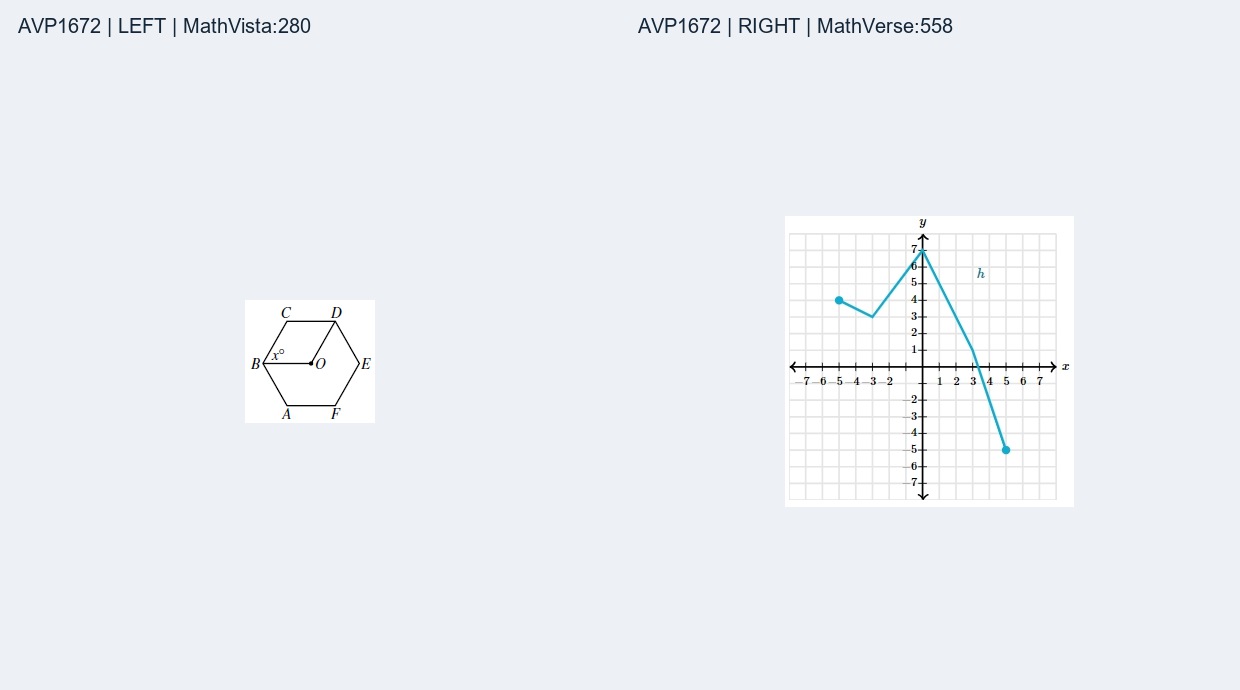 AVP1672 | LEFT | MathVista:280
AVP1672 | RIGHT | MathVerse:558
C D
x°
B O E
A F
y
h
7
6
5
4
3
2
1
-7 -6 -5 -4 -3 -2 1 2 3 4 5 6 7 x
-2
-3
-4
-5
-6
-7